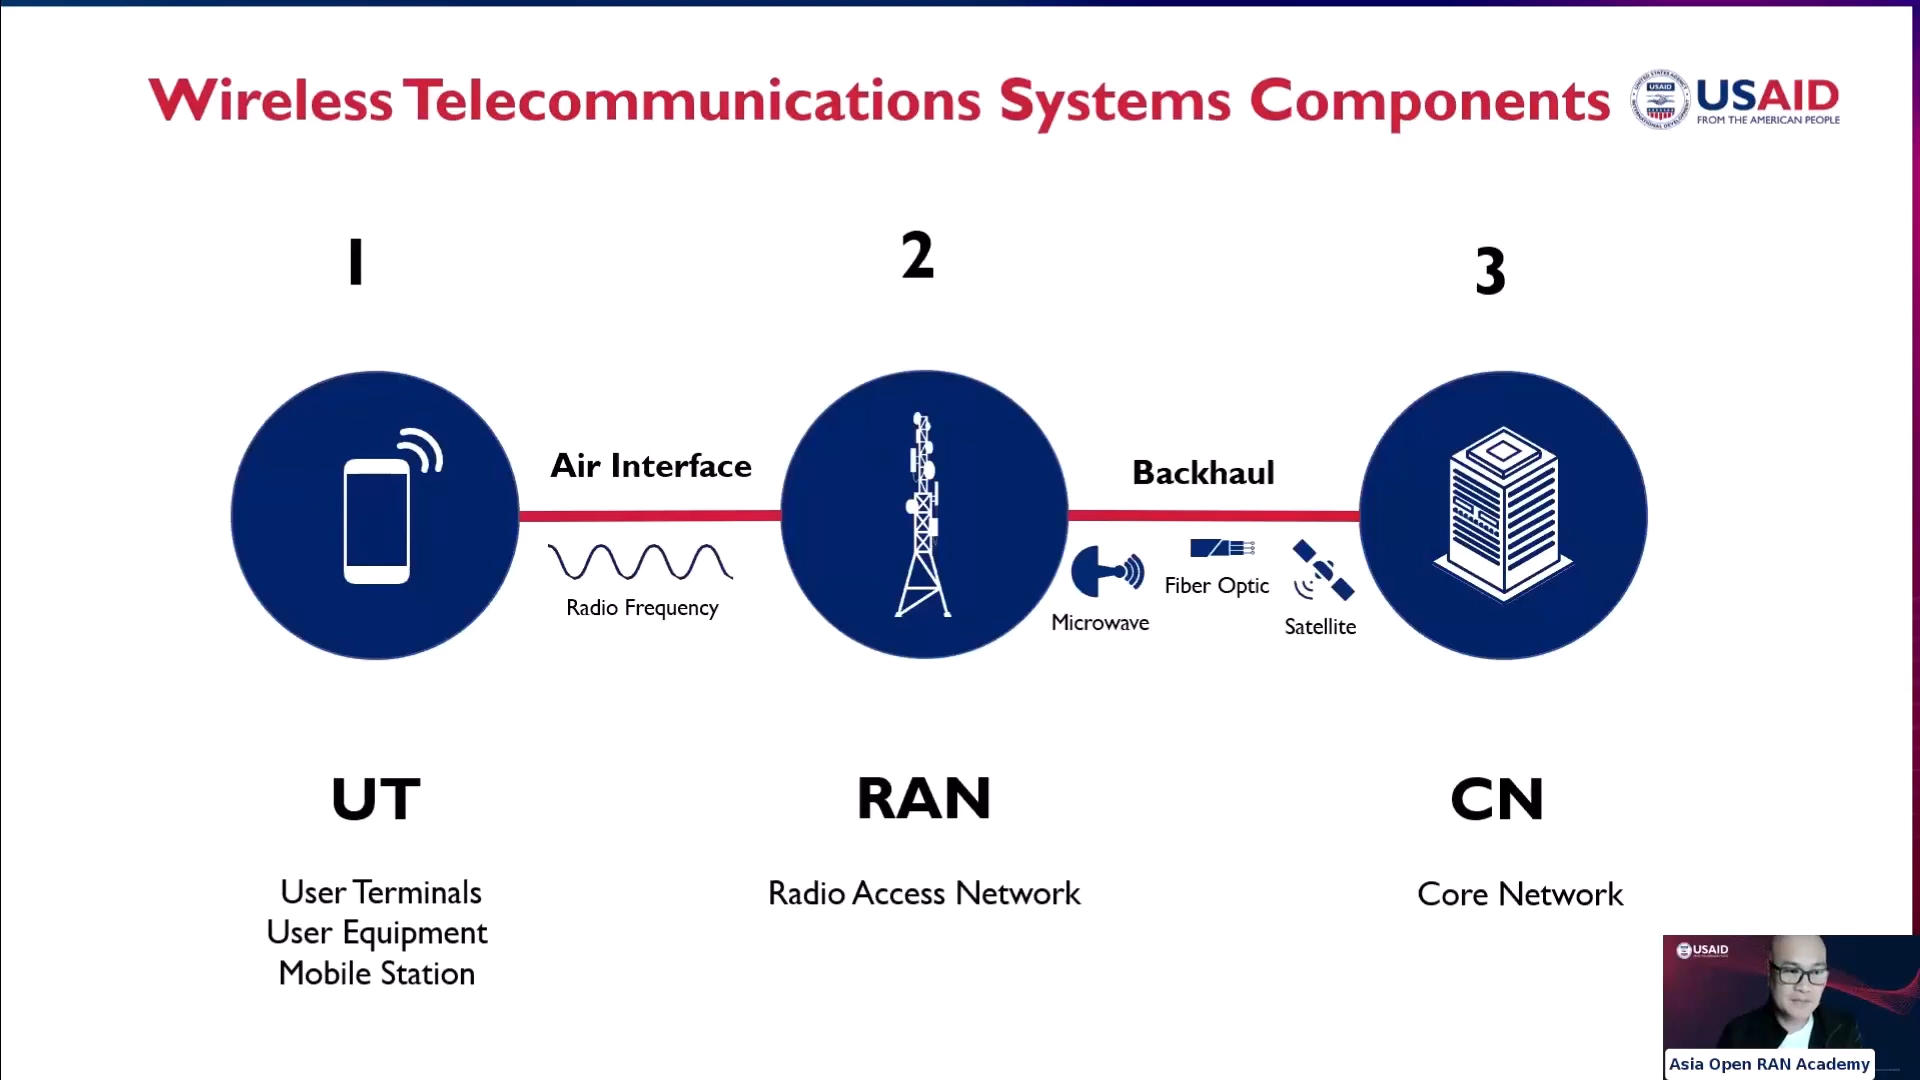 Wireless Telecommunications Systems Components
USAID
FROM THE AMERICAN PEOPLE
1
2
3
Air Interface
Radio Frequency
Backhaul
Microwave
Fiber Optic
Satellite
UT
RAN
CN
User Terminals
User Equipment
Mobile Station
Radio Access Network
Core Network
USAID
Asia Open RAN Academy